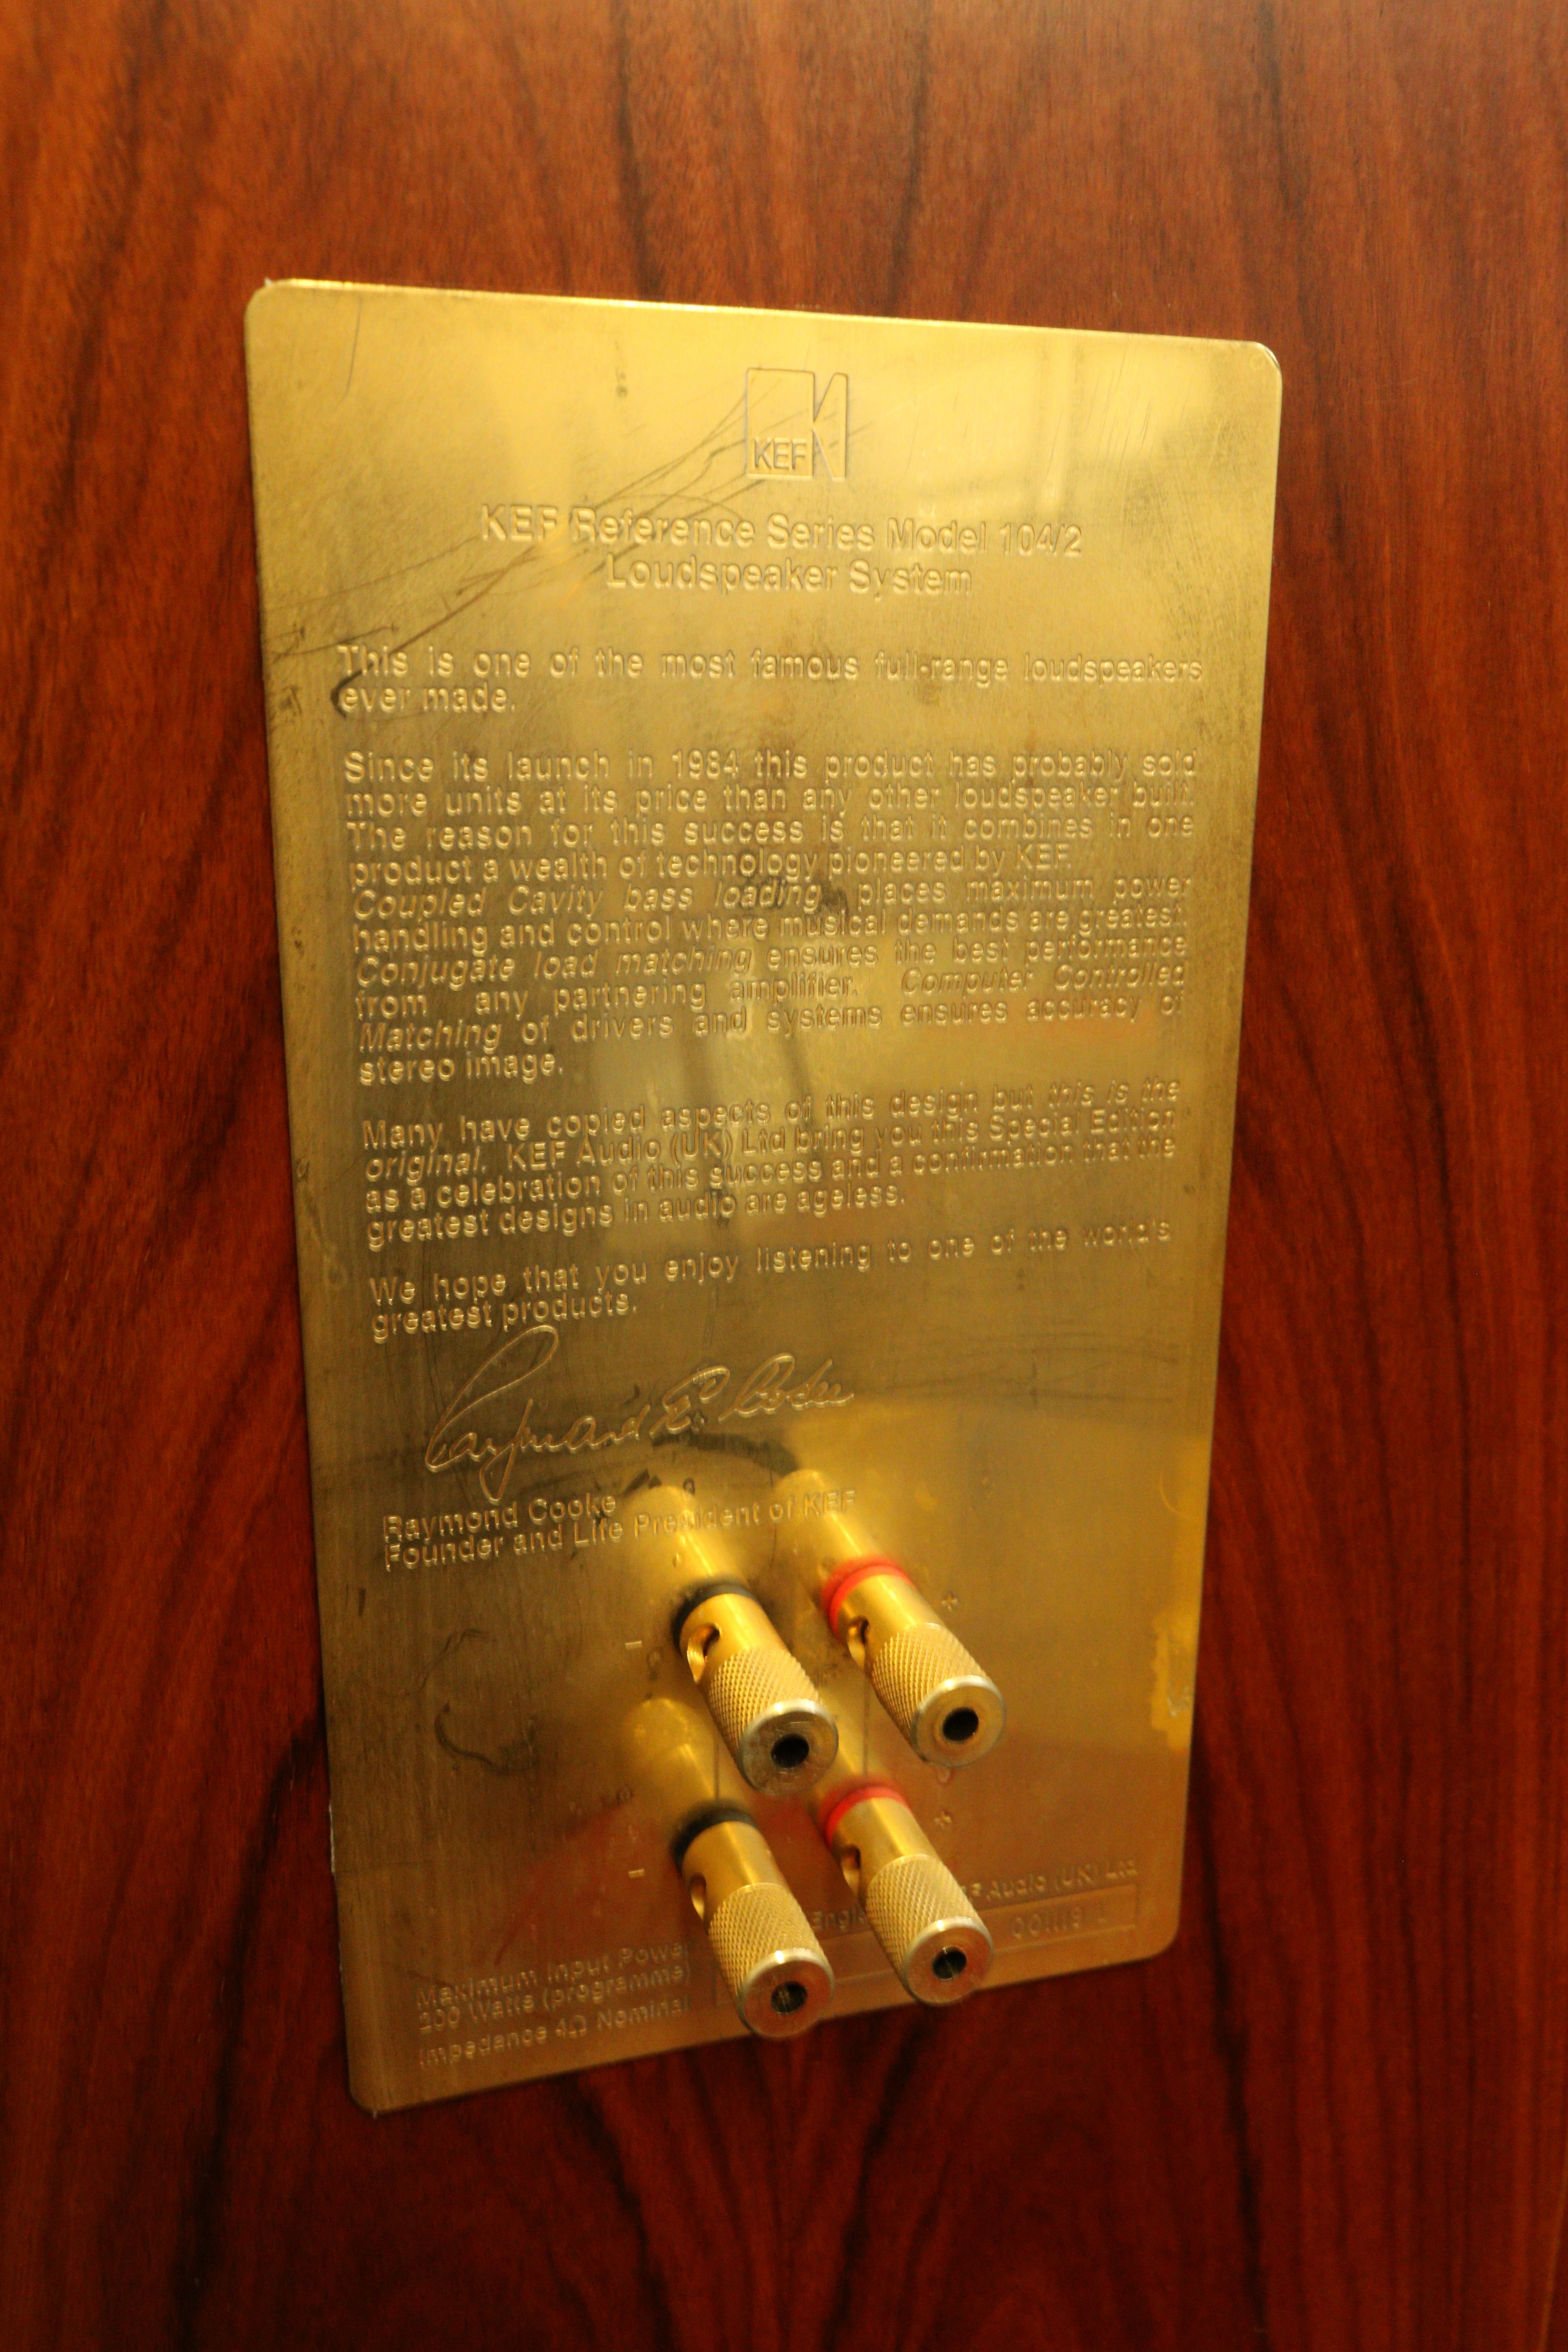 KEF
KEF Reference Series Model 104/2
Loudspeaker System
This is one of the most famous full-range loudspeakers
ever made.
Since its launch in 1984 this product has probably sold
more units at its price than any other loudspeaker built.
The reason for this success is that it combines in one
product a wealth of technology pioneered by KEF.
Coupled Cavity bass loading, places maximum power
handling and control where musical demands are greatest.
Conjugate load matching ensures the best performance
from any partnering amplifier. Computer Controlled
Matching of drivers and systems ensures accuracy of
stereo image.
Many have copied aspects of this design but this is the
original. KEF Audio (UK) Ltd bring you this Special Edition
as a celebration of this success and a confirmation that the
greatest designs in audio are ageless.
We hope that you enjoy listening to one of the world's
greatest products.
Raymond E. Cooke
Raymond Cooke
Founder and Life President of KEF
- +
- +
Audio (UK) Ltd
Maximum Input Power
200 Watts (programme)
Impedance 4Ω Nominal